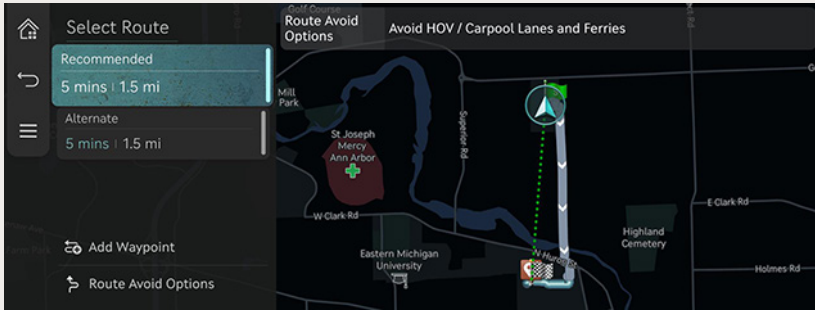 Select Route
Recommended
5 mins | 1.5 mi
Alternate
5 mins | 1.5 mi
Add Waypoint
Route Avoid Options
Route Avoid
Options
Avoid HOV / Carpool Lanes and Ferries
Golf Course
Mill
Park
Superior Rd
St Joseph
Mercy
Ann Arbor
W Clark Rd
E Clark Rd
Highland
Cemetery
Eastern Michigan
University
W Huron St
Holmes Rd